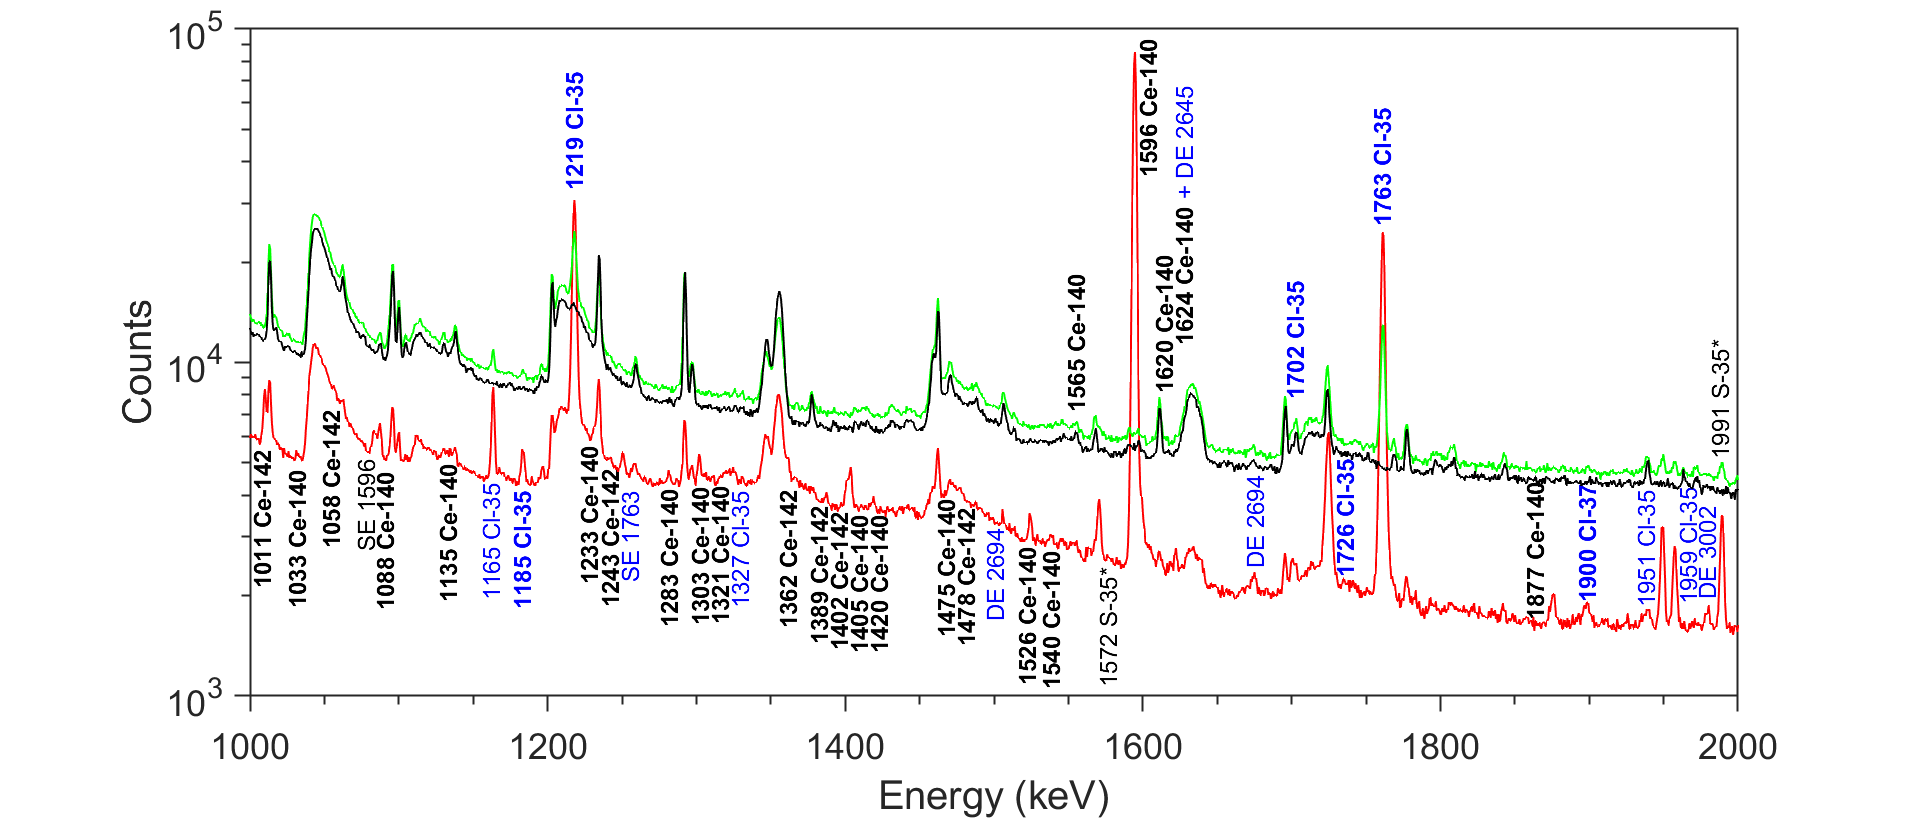 10^5
10^4
10^3
Counts
1011 Ce-142
1033 Ce-140
1058 Ce-142
SE 1596
1088 Ce-140
1135 Ce-140
1165 Cl-35
1185 Cl-35
1219 Cl-35
1233 Ce-140
1243 Ce-142
SE 1763
1283 Ce-140
1303 Ce-140
1321 Ce-140
1327 Cl-35
1362 Ce-142
1389 Ce-142
1402 Ce-142
1405 Ce-140
1420 Ce-140
1475 Ce-140
1478 Ce-142
DE 2694
1526 Ce-140
1540 Ce-140
1565 Ce-140
1572 S-35*
1596 Ce-140
1620 Ce-140
1624 Ce-140 + DE 2645
DE 2694
1702 Cl-35
1726 Cl-35
1763 Cl-35
1877 Ce-140
1900 Cl-37
1951 Cl-35
1959 Cl-35
DE 3002
1991 S-35*
1000 1200 1400 1600 1800 2000
Energy (keV)